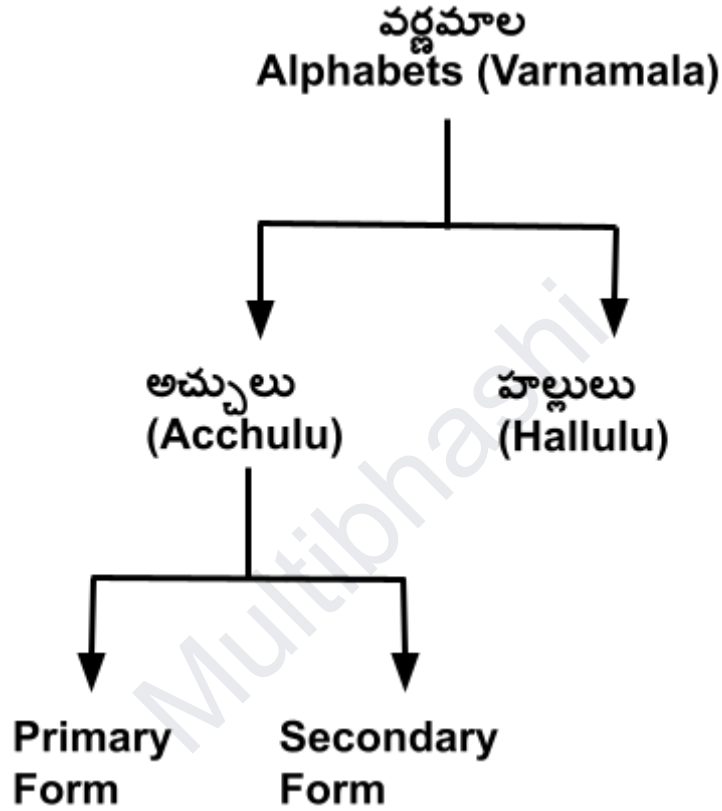 వర్ణమాల
Alphabets (Varnamala)
అచ్చులు
(Acchulu)
హల్లులు
(Hallulu)
Primary
Form
Secondary
Form
Multibhashi